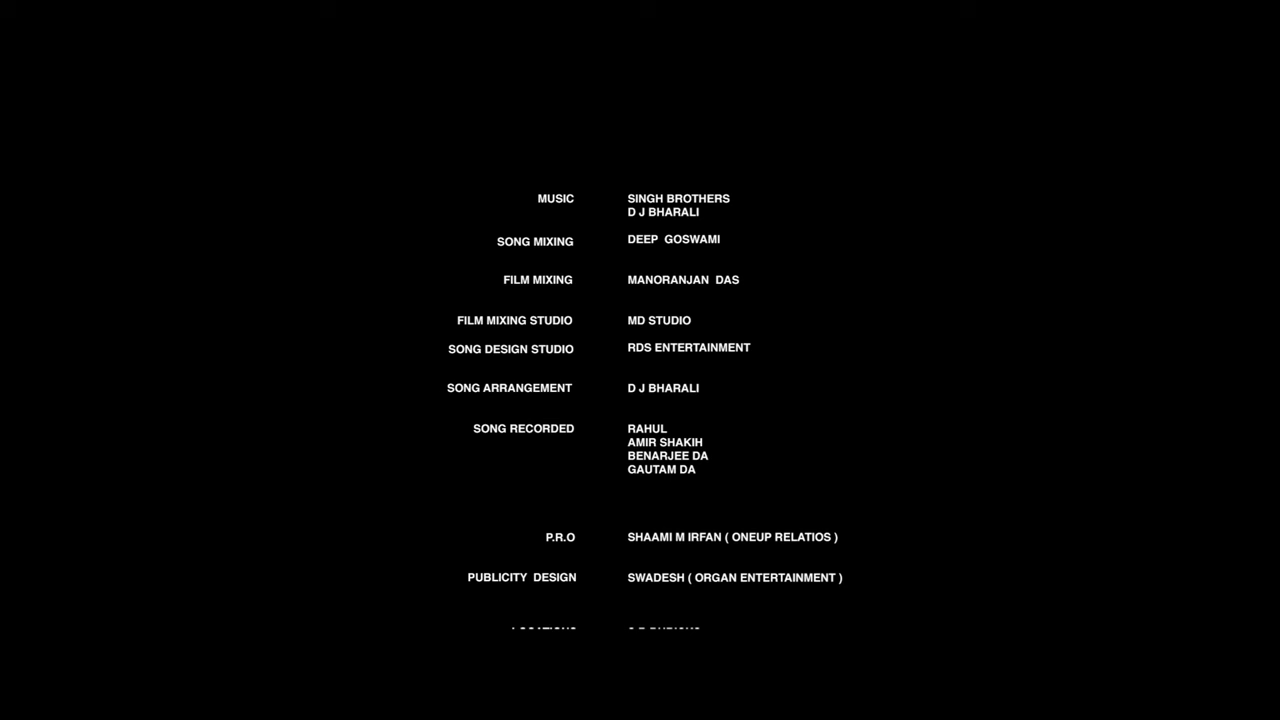 MUSIC SINGH BROTHERS
D J BHARALI
SONG MIXING DEEP GOSWAMI
FILM MIXING MANORANJAN DAS
FILM MIXING STUDIO MD STUDIO
SONG DESIGN STUDIO RDS ENTERTAINMENT
SONG ARRANGEMENT D J BHARALI
SONG RECORDED RAHUL
AMIR SHAKIH
BENARJEE DA
GAUTAM DA
P.R.O SHAAMI M IRFAN ( ONEUP RELATIOS )
PUBLICITY DESIGN SWADESH ( ORGAN ENTERTAINMENT )